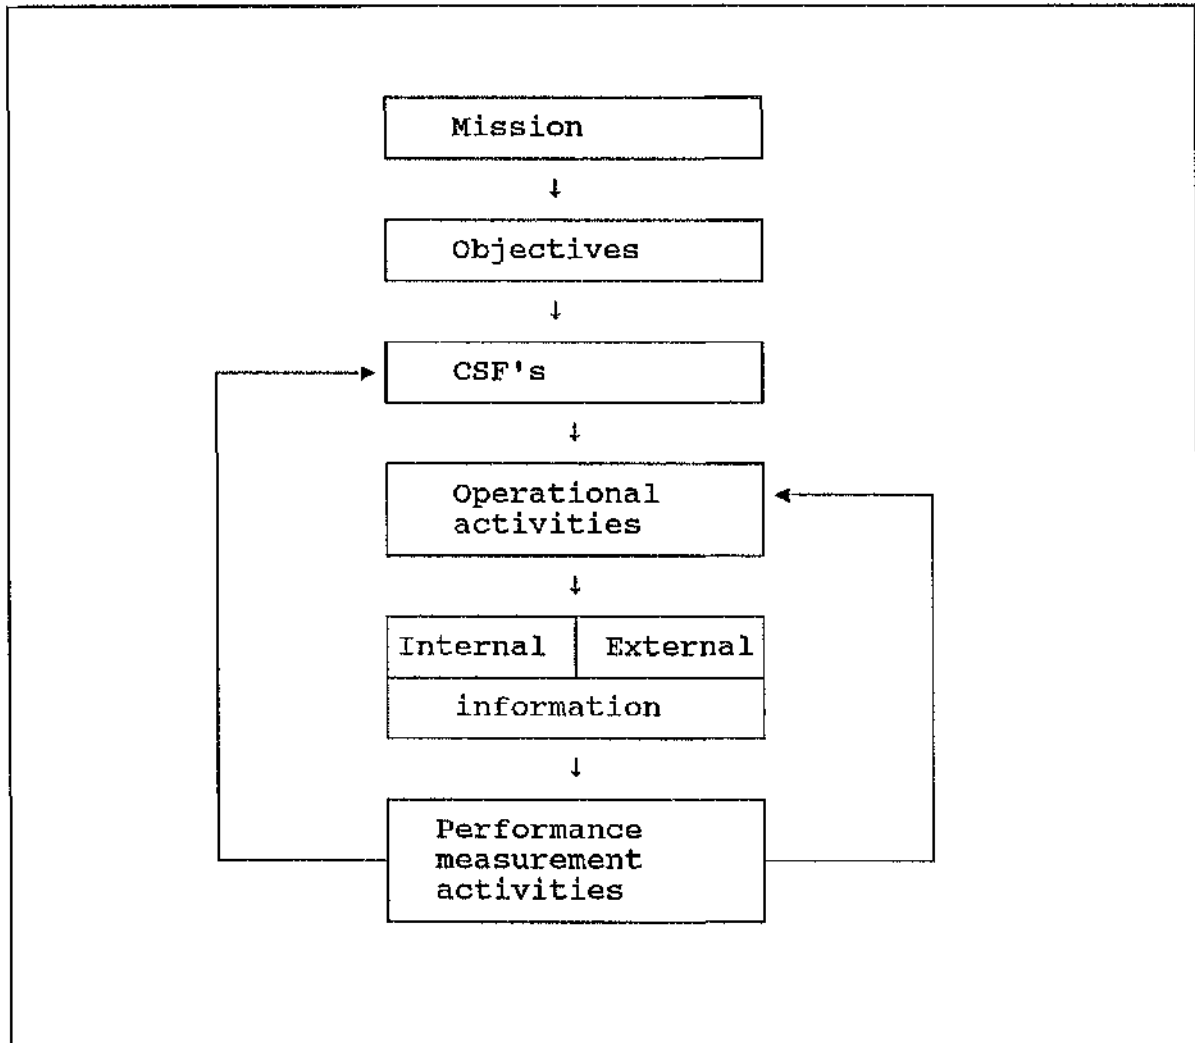 Mission
↓
Objectives
↓
CSF's
↓
Operational
activities
↓
Internal External
information
↓
Performance
measurement
activities